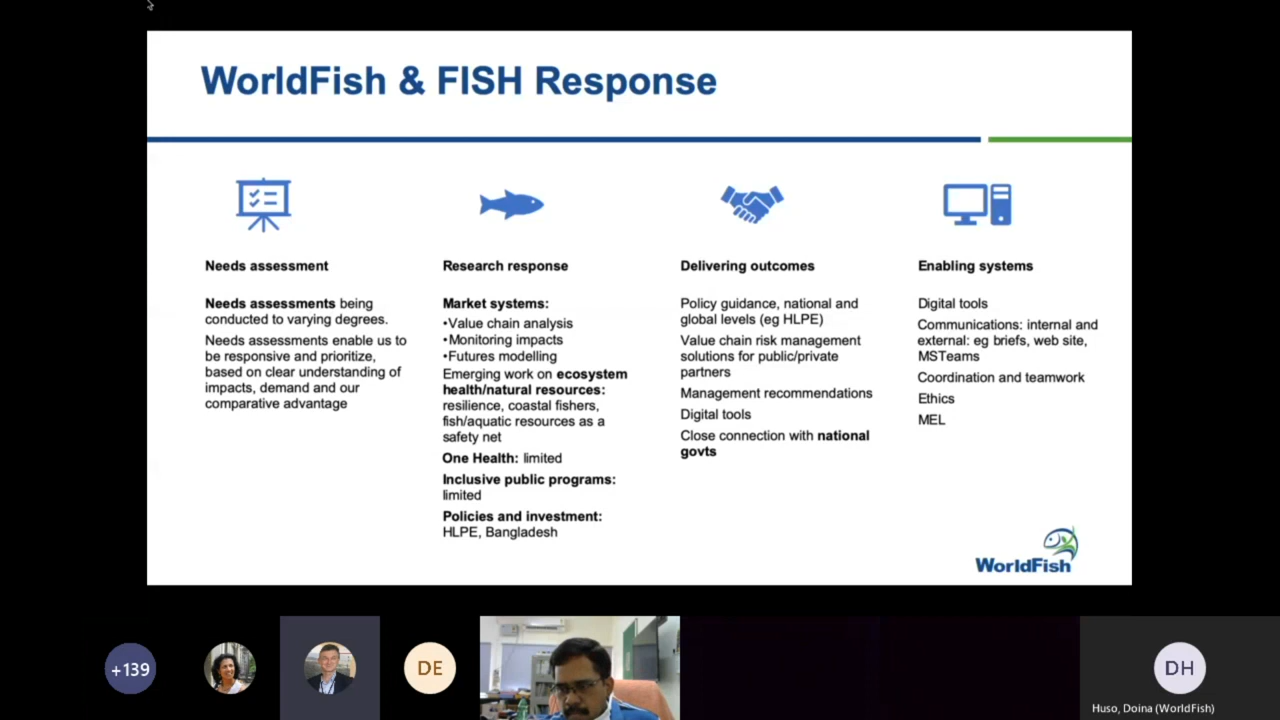 WorldFish & FISH Response
Needs assessment
Needs assessments being
conducted to varying degrees.
Needs assessments enable us to
be responsive and prioritize,
based on clear understanding of
impacts, demand and our
comparative advantage
Research response
Market systems:
•Value chain analysis
•Monitoring impacts
•Futures modelling
Emerging work on ecosystem
health/natural resources:
resilience, coastal fishers,
fish/aquatic resources as a
safety net
One Health: limited
Inclusive public programs:
limited
Policies and investment:
HLPE, Bangladesh
Delivering outcomes
Policy guidance, national and
global levels (eg HLPE)
Value chain risk management
solutions for public/private
partners
Management recommendations
Digital tools
Close connection with national
govts
Enabling systems
Digital tools
Communications: internal and
external: eg briefs, web site,
MSTeams
Coordination and teamwork
Ethics
MEL
WorldFish
+139
DE
DH
Huso, Doina (WorldFish)